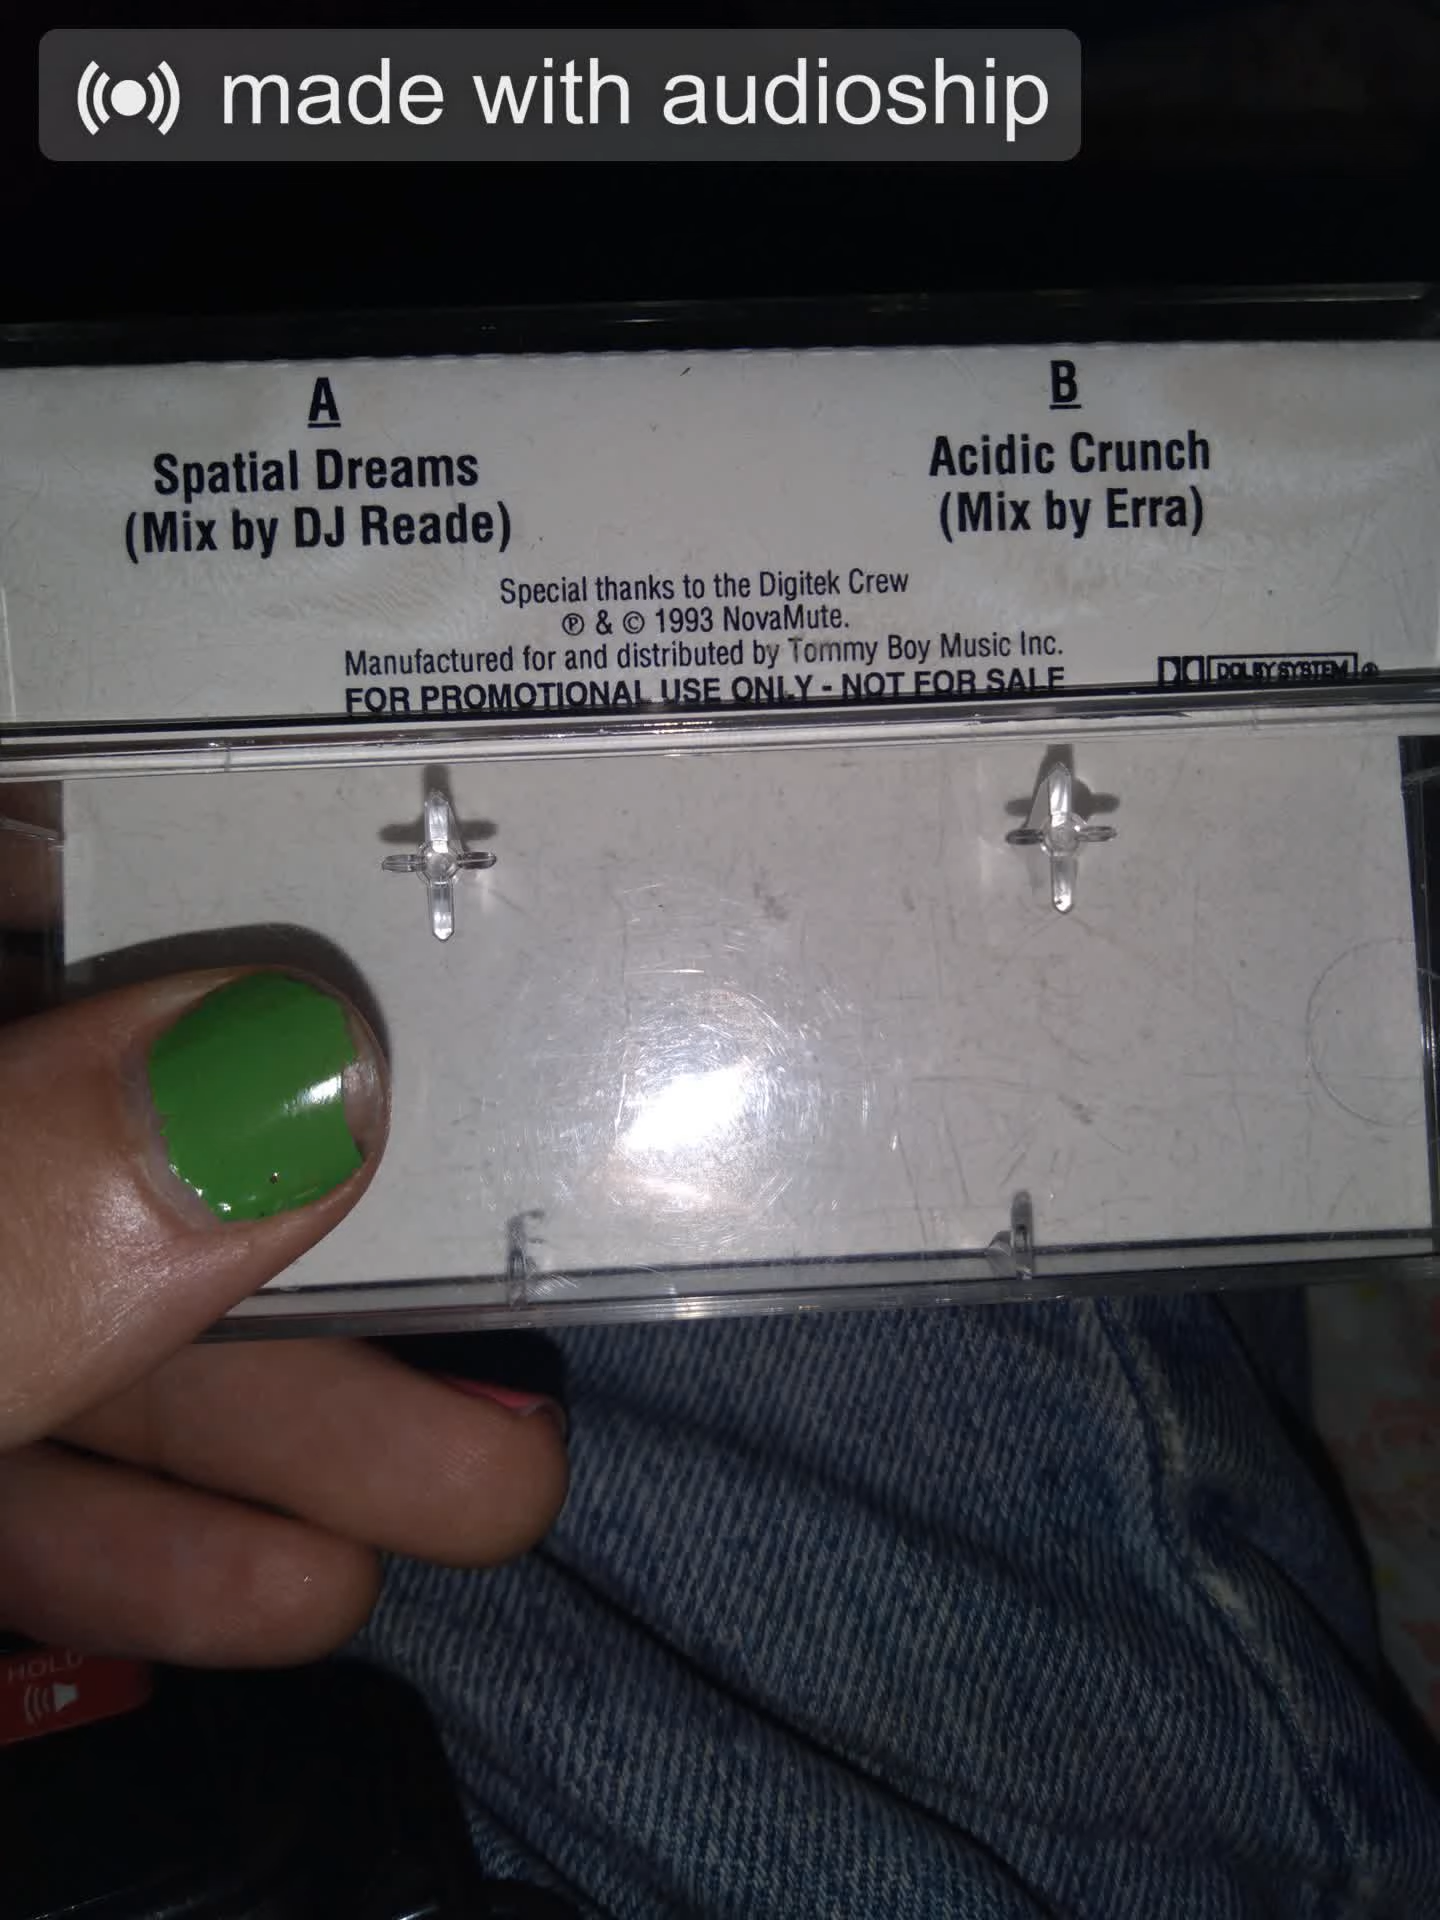 made with audioship
A
Spatial Dreams
(Mix by DJ Reade)
B
Acidic Crunch
(Mix by Erra)
Special thanks to the Digitek Crew
℗ & © 1993 NovaMute.
Manufactured for and distributed by Tommy Boy Music Inc.
FOR PROMOTIONAL USE ONLY - NOT FOR SALE
DOLBY SYSTEM ®
HOLD